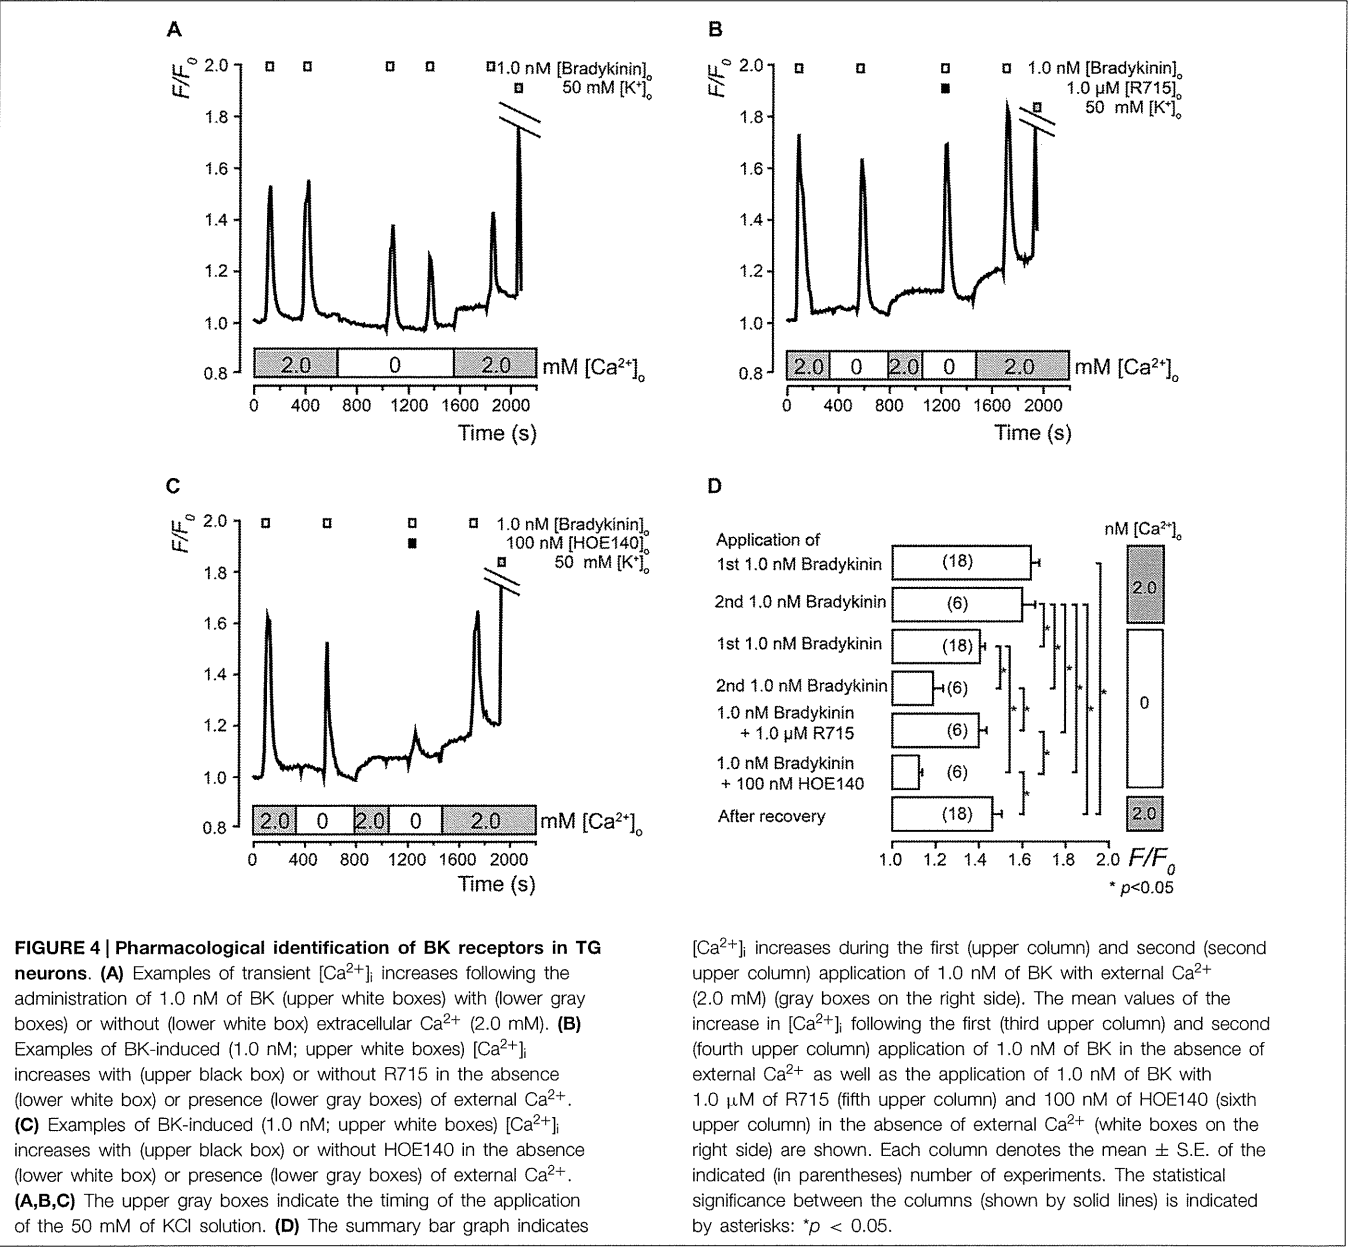 A
F/F0
2.0
1.8
1.6
1.4
1.2
1.0
0.8
1.0 nM [Bradykinin]o
50 mM [K+]o
2.0 0 2.0 mM [Ca2+]o
0 400 800 1200 1600 2000
Time (s)
B
F/F0
2.0
1.8
1.6
1.4
1.2
1.0
0.8
1.0 nM [Bradykinin]o
1.0 µM [R715]o
50 mM [K+]o
2.0 0 2.0 0 2.0 mM [Ca2+]o
0 400 800 1200 1600 2000
Time (s)
C
F/F0
2.0
1.8
1.6
1.4
1.2
1.0
0.8
1.0 nM [Bradykinin]o
100 nM [HOE140]o
50 mM [K+]o
2.0 0 2.0 0 2.0 mM [Ca2+]o
0 400 800 1200 1600 2000
Time (s)
D
nM [Ca2+]o
Application of
1st 1.0 nM Bradykinin (18)
2nd 1.0 nM Bradykinin (6)
1st 1.0 nM Bradykinin (18)
2nd 1.0 nM Bradykinin (6)
1.0 nM Bradykinin
+ 1.0 µM R715 (6)
1.0 nM Bradykinin
+ 100 nM HOE140 (6)
After recovery (18)
2.0
0
2.0
* * * * * * * * * * *
1.0 1.2 1.4 1.6 1.8 2.0 F/F0
* p<0.05
FIGURE 4 | Pharmacological identification of BK receptors in TG
neurons. (A) Examples of transient [Ca2+]i increases following the
administration of 1.0 nM of BK (upper white boxes) with (lower gray
boxes) or without (lower white box) extracellular Ca2+ (2.0 mM). (B)
Examples of BK-induced (1.0 nM; upper white boxes) [Ca2+]i
increases with (upper black box) or without R715 in the absence
(lower white box) or presence (lower gray boxes) of external Ca2+.
(C) Examples of BK-induced (1.0 nM; upper white boxes) [Ca2+]i
increases with (upper black box) or without HOE140 in the absence
(lower white box) or presence (lower gray boxes) of external Ca2+.
(A,B,C) The upper gray boxes indicate the timing of the application
of the 50 mM of KCl solution. (D) The summary bar graph indicates
[Ca2+]i increases during the first (upper column) and second (second
upper column) application of 1.0 nM of BK with external Ca2+
(2.0 mM) (gray boxes on the right side). The mean values of the
increase in [Ca2+]i following the first (third upper column) and second
(fourth upper column) application of 1.0 nM of BK in the absence of
external Ca2+ as well as the application of 1.0 nM of BK with
1.0 µM of R715 (fifth upper column) and 100 nM of HOE140 (sixth
upper column) in the absence of external Ca2+ (white boxes on the
right side) are shown. Each column denotes the mean ± S.E. of the
indicated (in parentheses) number of experiments. The statistical
significance between the columns (shown by solid lines) is indicated
by asterisks: *p < 0.05.